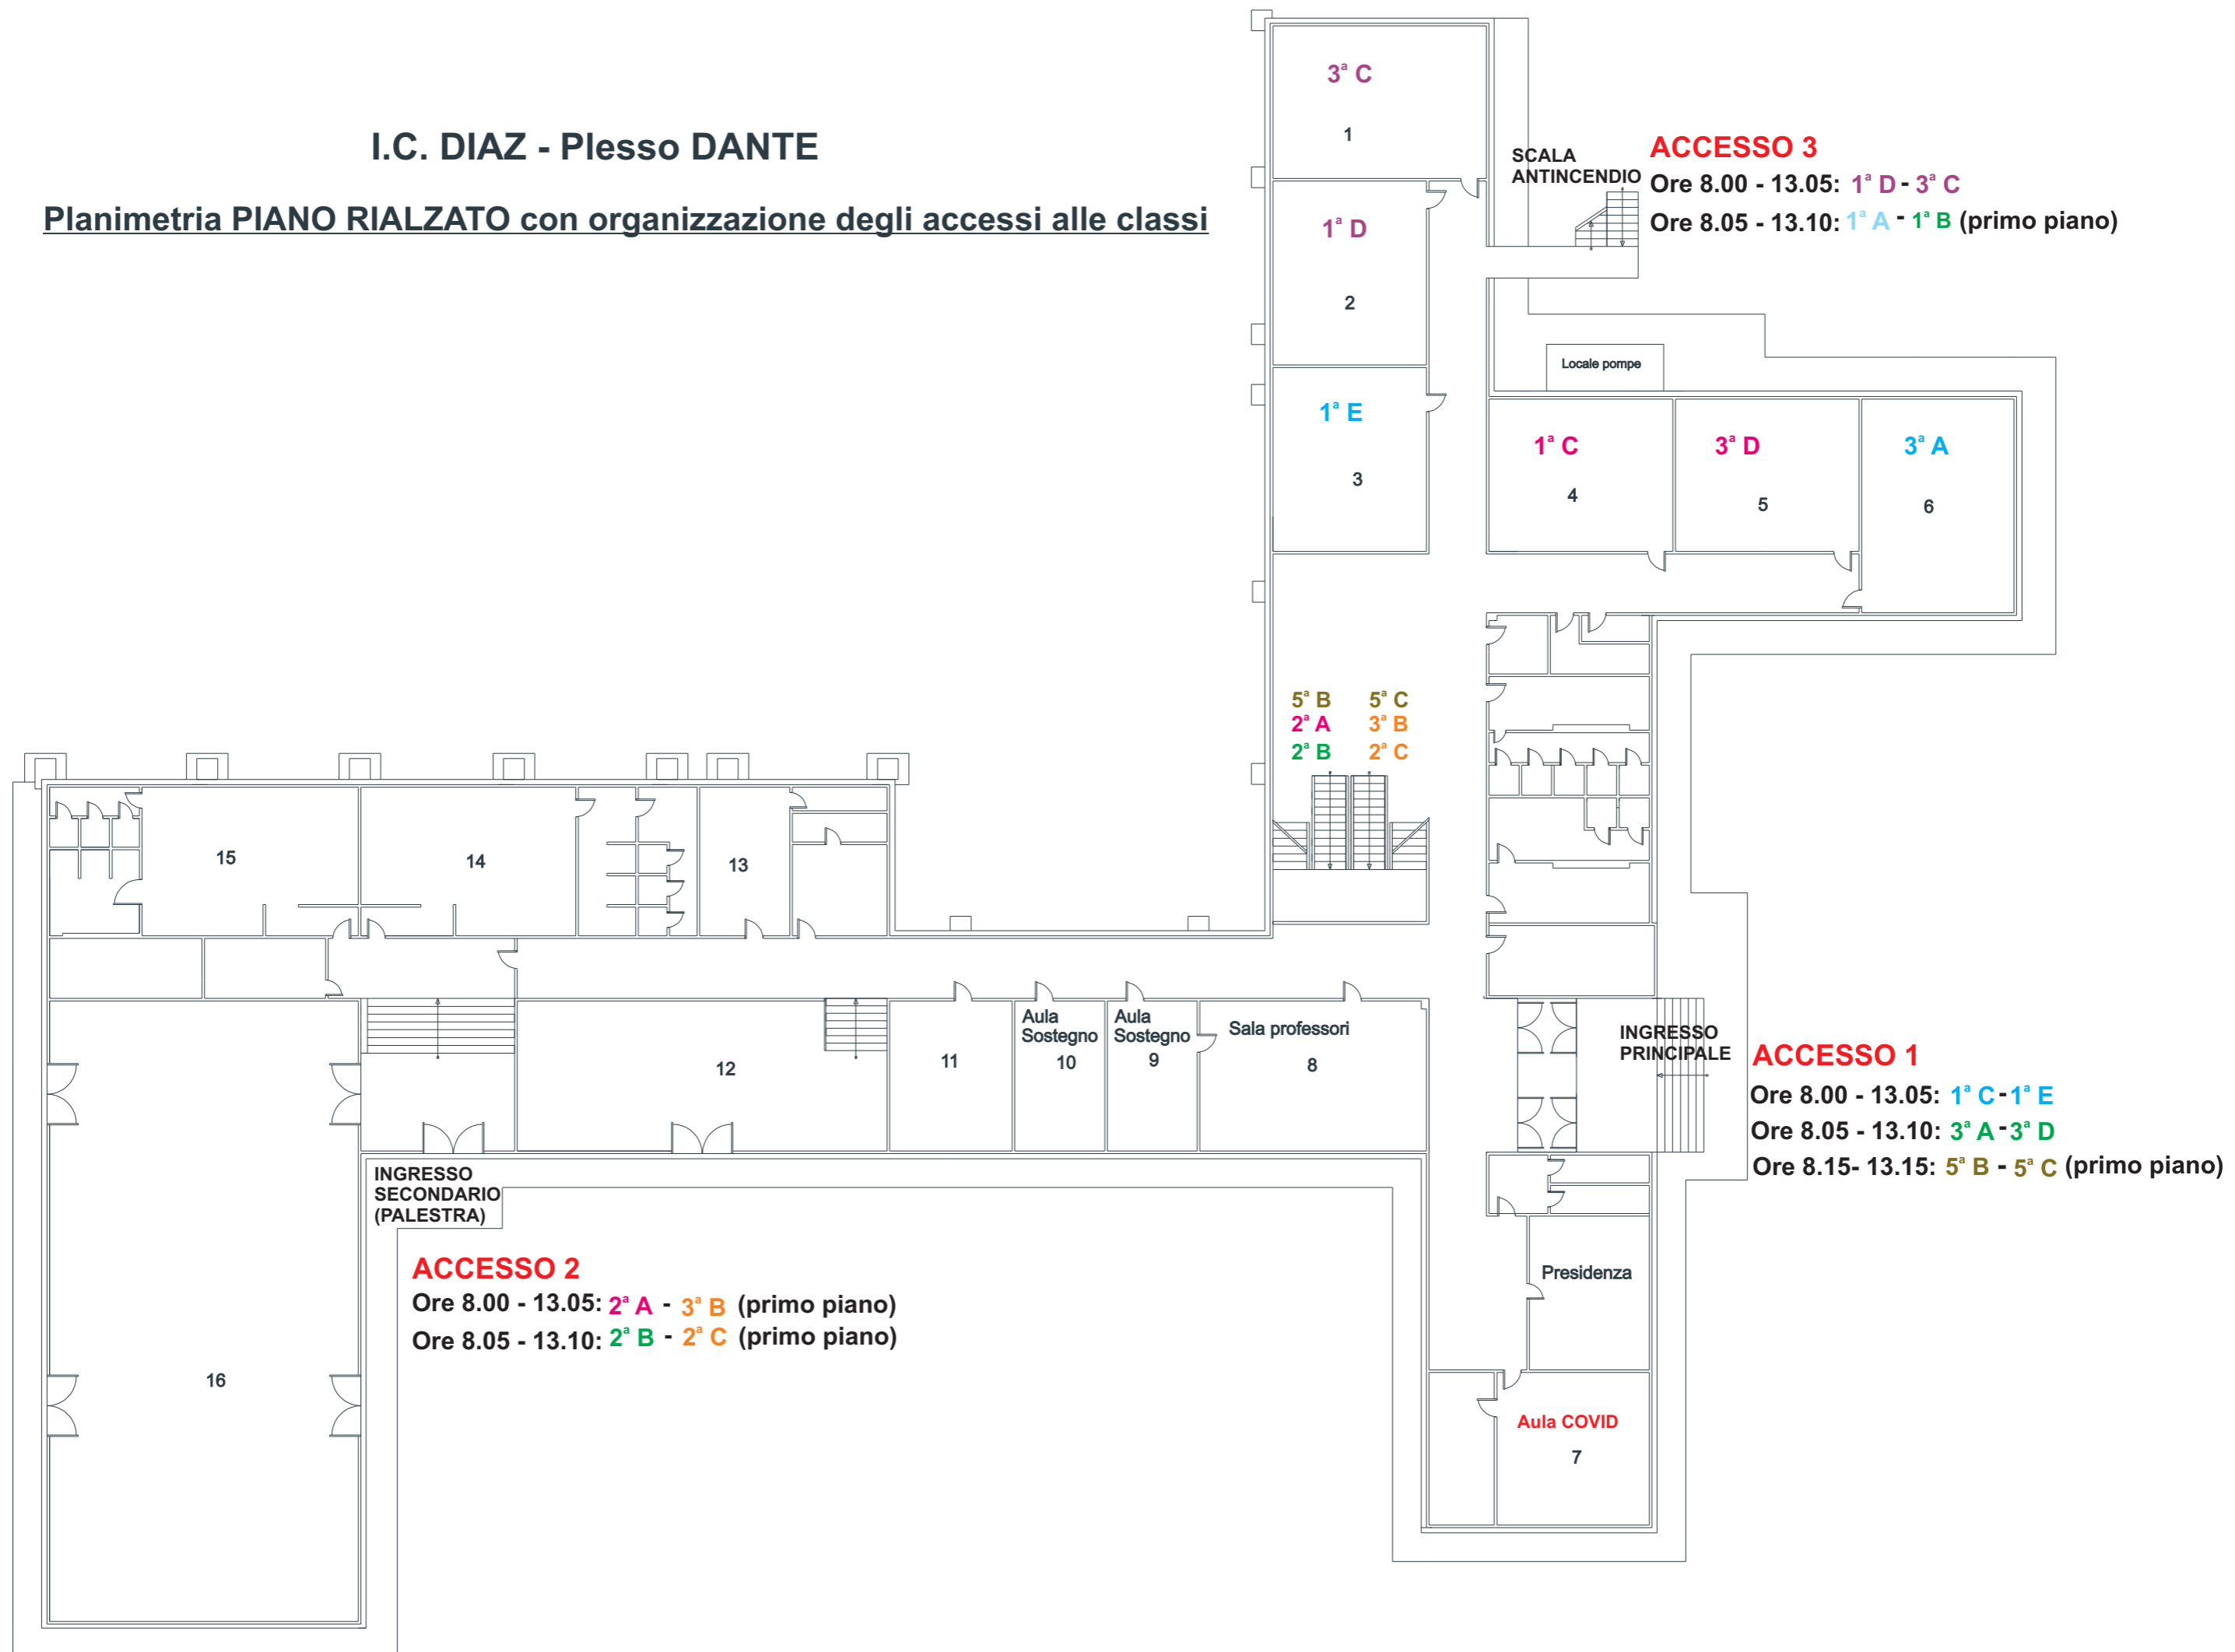 I.C. DIAZ - Plesso DANTE
Planimetria PIANO RIALZATO con organizzazione degli accessi alle classi
3ª C
1
SCALA
ANTINCENDIO
ACCESSO 3
Ore 8.00 - 13.05: 1ª D - 3ª C
Ore 8.05 - 13.10: 1ª A - 1ª B (primo piano)
1ª D
2
Locale pompe
1ª E
3
1ª C
4
3ª D
5
3ª A
6
5ª B 5ª C
2ª A 3ª B
2ª B 2ª C
15
14
13
12
11
Aula
Sostegno
10
Aula
Sostegno
9
Sala professori
8
INGRESSO
PRINCIPALE
ACCESSO 1
Ore 8.00 - 13.05: 1ª C - 1ª E
Ore 8.05 - 13.10: 3ª A - 3ª D
Ore 8.15- 13.15: 5ª B - 5ª C (primo piano)
INGRESSO
SECONDARIO
(PALESTRA)
ACCESSO 2
Ore 8.00 - 13.05: 2ª A - 3ª B (primo piano)
Ore 8.05 - 13.10: 2ª B - 2ª C (primo piano)
16
Presidenza
Aula COVID
7